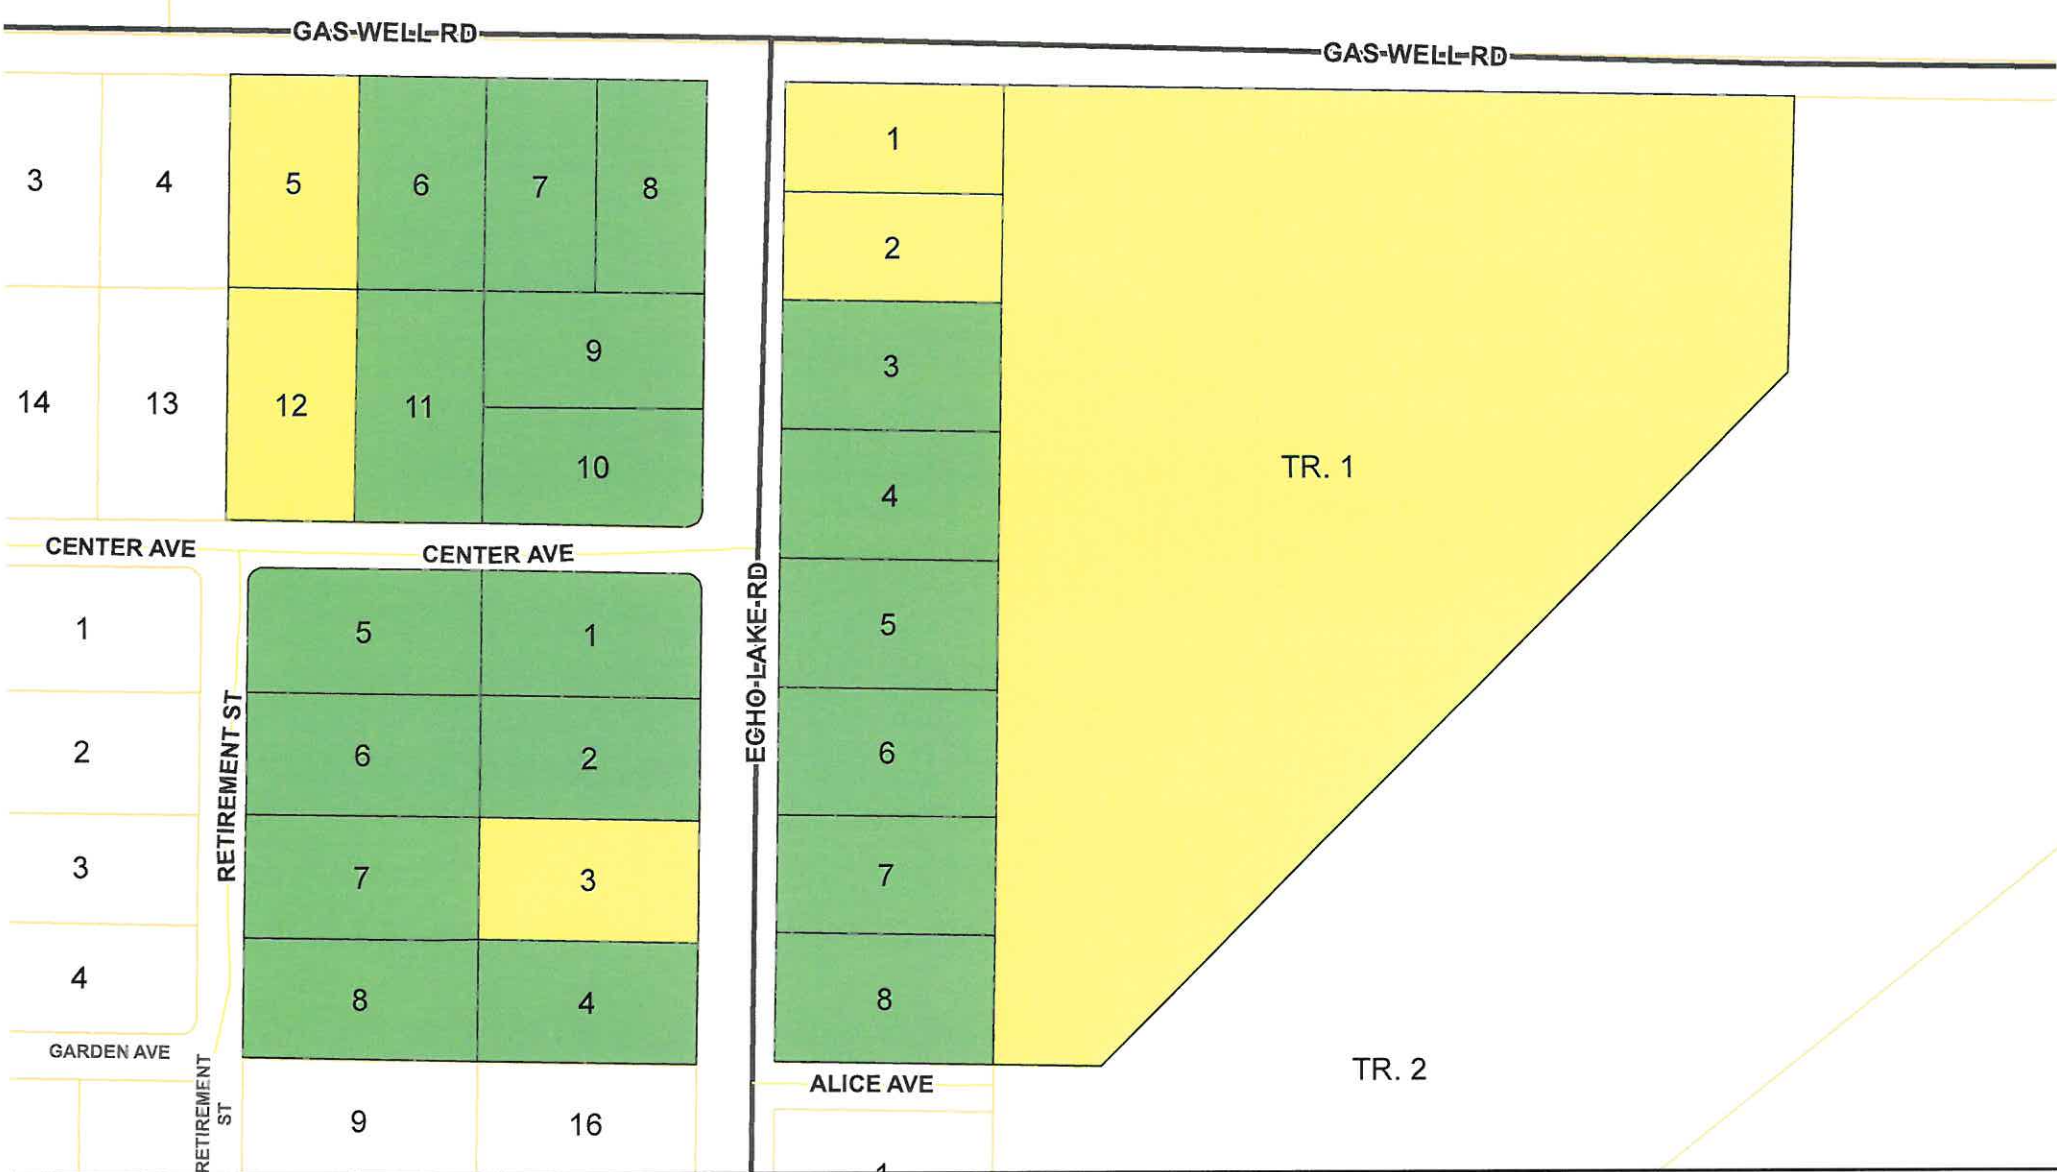 GAS-WELL-RD
GAS-WELL-RD
3
4
5
6
7
8
1
2
3
9
14
13
12
11
10
4
TR. 1
CENTER AVE
CENTER AVE
ECHO-LAKE-RD
1
5
1
5
2
RETIREMENT ST
6
2
6
3
7
3
7
4
8
4
8
GARDEN AVE
RETIREMENT
ST
ALICE AVE
TR. 2
9
16
1